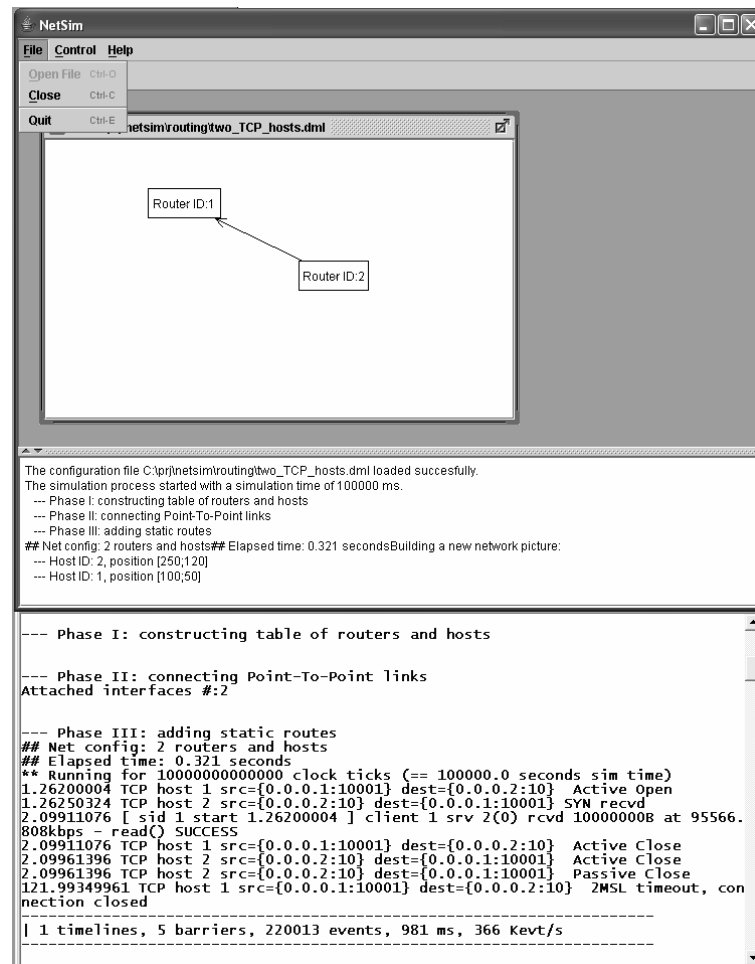 NetSim
File Control Help
Open File Ctrl-O
Close Ctrl-C
Quit Ctrl-E
netsim\routing\two_TCP_hosts.dml
Router ID:1
Router ID:2
The configuration file C:\prj\netsim\routing\two_TCP_hosts.dml loaded succesfully.
The simulation process started with a simulation time of 100000 ms.
--- Phase I: constructing table of routers and hosts
--- Phase II: connecting Point-To-Point links
--- Phase III: adding static routes
## Net config: 2 routers and hosts## Elapsed time: 0.321 secondsBuilding a new network picture:
--- Host ID: 2, position [250;120]
--- Host ID: 1, position [100;50]
--- Phase I: constructing table of routers and hosts
--- Phase II: connecting Point-To-Point links
Attached interfaces #:2
--- Phase III: adding static routes
## Net config: 2 routers and hosts
## Elapsed time: 0.321 seconds
** Running for 10000000000000 clock ticks (== 100000.0 seconds sim time)
1.26200004 TCP host 1 src={0.0.0.1:10001} dest={0.0.0.2:10} Active Open
1.26250324 TCP host 2 src={0.0.0.2:10} dest={0.0.0.1:10001} SYN recvd
2.09911076 [ sid 1 start 1.26200004 ] client 1 srv 2(0) rcvd 10000000B at 95566.
808kbps - read() SUCCESS
2.09911076 TCP host 1 src={0.0.0.1:10001} dest={0.0.0.2:10} Active Close
2.09961396 TCP host 2 src={0.0.0.2:10} dest={0.0.0.1:10001} Active Close
2.09961396 TCP host 2 src={0.0.0.2:10} dest={0.0.0.1:10001} Passive Close
121.99349961 TCP host 1 src={0.0.0.1:10001} dest={0.0.0.2:10} 2MSL timeout, con
nection closed
| 1 timelines, 5 barriers, 220013 events, 981 ms, 366 Kevt/s